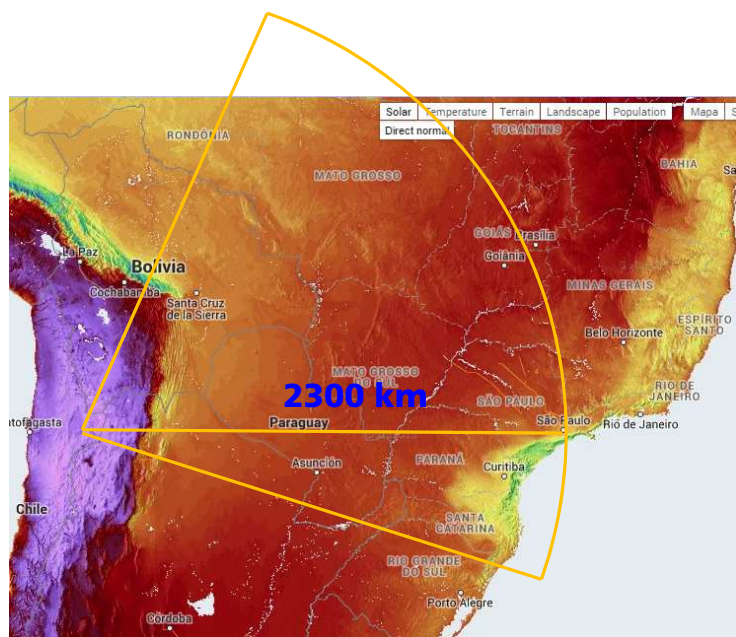 Solar Temperature Terrain Landscape Population Mapa S
Direct normal
TOCANTINS
RONDÔNIA
BAHIA
MATO GROSSO
Sa
GOIÁS
Brasília
La Paz
Goiânia
Bolivia
Cochabamba
MINAS GERAIS
Santa Cruz
de la Sierra
ESPÍRITO
SANTO
Belo Horizonte
MATO GROSSO
DO SUL
2300 km
RIO DE
JANEIRO
SÃO PAULO
ntofagasta
Paraguay
São Paulo
Rio de Janeiro
Asunción
PARANÁ
Curitiba
Chile
SANTA
CATARINA
RIO GRANDE
DO SUL
Porto Alegre
Córdoba